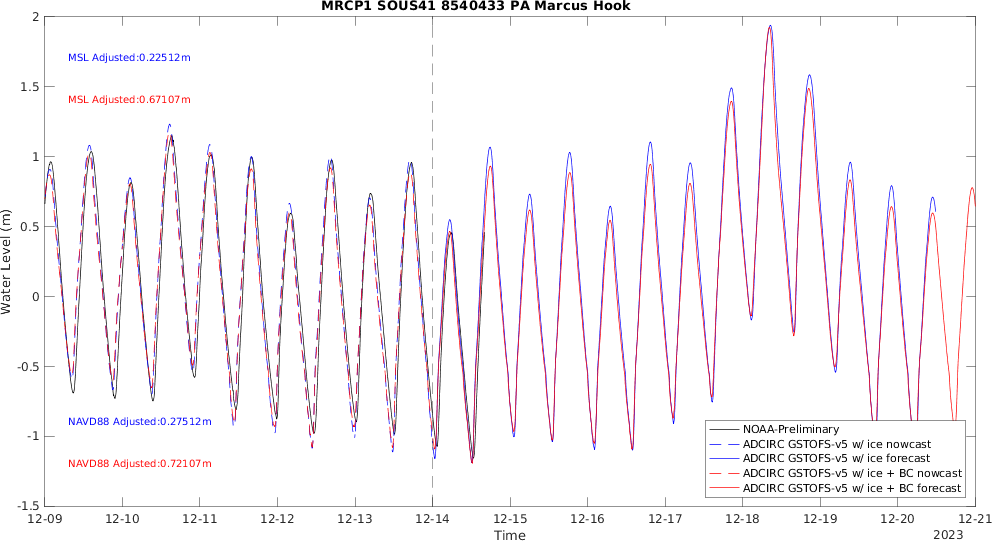 MRCP1 SOUS41 8540433 PA Marcus Hook
MSL Adjusted:0.22512m
MSL Adjusted:0.67107m
NAVD88 Adjusted:0.27512m
NAVD88 Adjusted:0.72107m
Water Level (m)
2
1.5
1
0.5
0
-0.5
-1
-1.5
NOAA-Preliminary
ADCIRC GSTOFS-v5 w/ ice nowcast
ADCIRC GSTOFS-v5 w/ ice forecast
ADCIRC GSTOFS-v5 w/ ice + BC nowcast
ADCIRC GSTOFS-v5 w/ ice + BC forecast
12-09 12-10 12-11 12-12 12-13 12-14 12-15 12-16 12-17 12-18 12-19 12-20 12-21
Time
2023